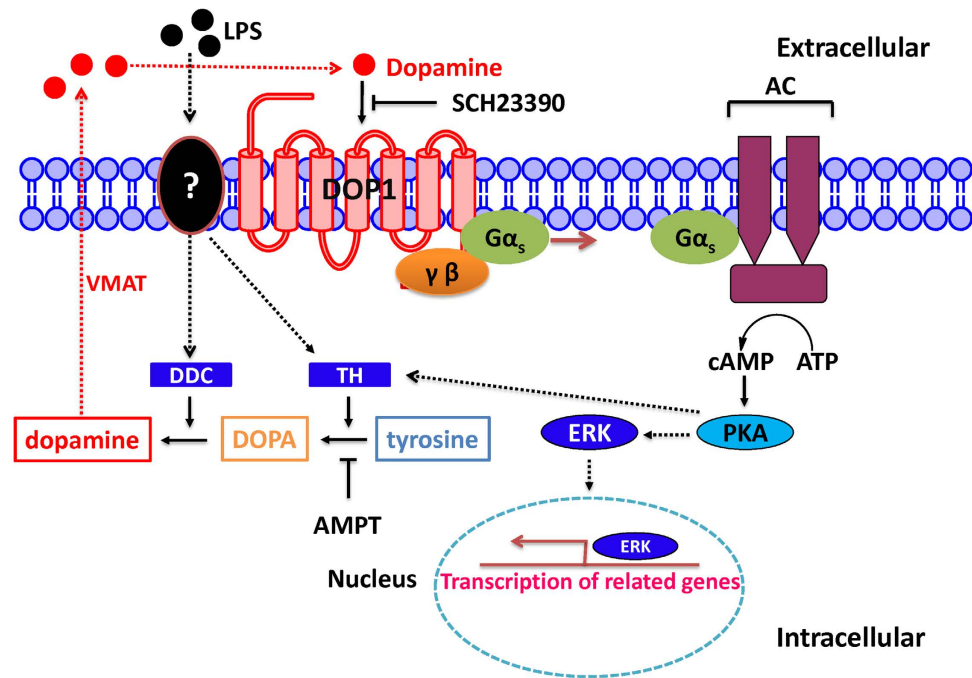 LPS
Extracellular
Dopamine
AC
SCH23390
?
DOP1
Gαs
Gαs
γ β
VMAT
cAMP
ATP
DDC
TH
dopamine
DOPA
tyrosine
ERK
PKA
AMPT
ERK
Nucleus
Transcription of related genes
Intracellular